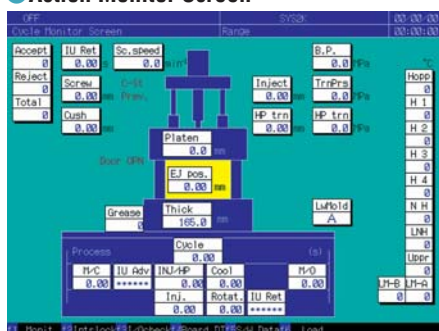 Action Monitor Screen
OFF SYS2K 00/00/00
Cycle Monitor Screen Range 00:00:00
Accept 0
Reject 0
Total 0
IU Ret 0.00 s
Sc.speed 0.0 min
B.P. 0.0 MPa
Screw 0.00 mm
Cush 0.00 mm
Inject 0.00 mm
TrnPrs 0.0 MPa
HP trn 0.00 mm
HP trn 0.0 MPa
Platen 0.0 mm
Door OPN
EJ pos. 0.00 mm
Grease 0
Thick 165.0 mm
LwMold A
°C
Hopp 0
H 1 0
H 2 0
H 3 0
H 4 0
N H 0
LNH 0
Uppr 0
LM-B 0
LM-A 0
Process Cycle 0.00 (s)
M/C 0.00
IU Adv ******
INJ/HP 0.00
Cool 0.00
M/O 0.00
Inj. 0.00
Rotat. 0.00
IU Ret ******